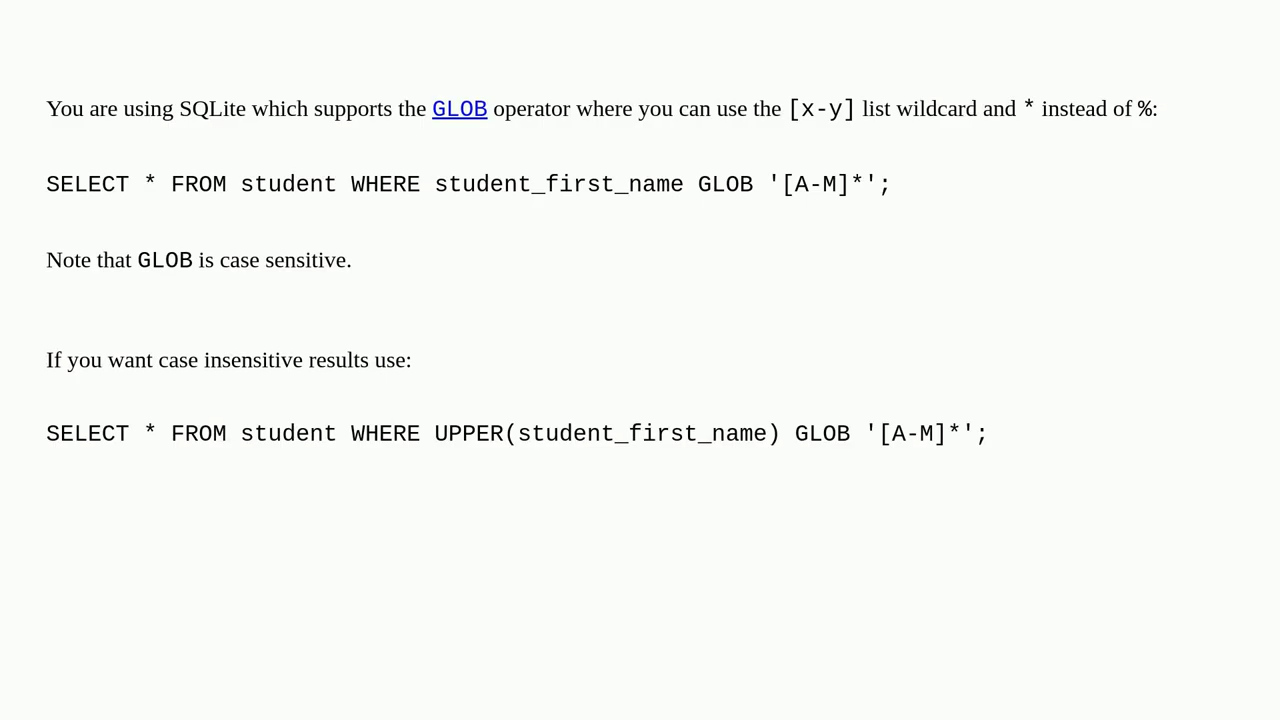 You are using SQLite which supports the GLOB operator where you can use the [x-y] list wildcard and * instead of %:
SELECT * FROM student WHERE student_first_name GLOB '[A-M]*';
Note that GLOB is case sensitive.
If you want case insensitive results use:
SELECT * FROM student WHERE UPPER(student_first_name) GLOB '[A-M]*';